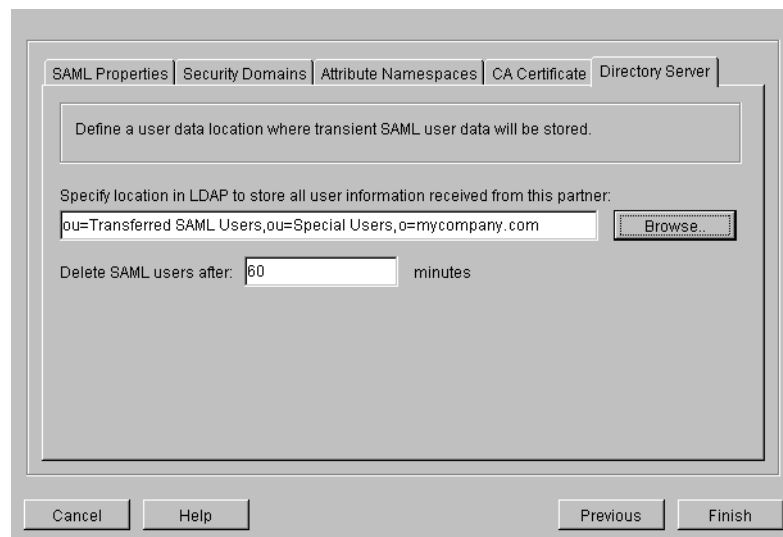 SAML Properties Security Domains Attribute Namespaces CA Certificate Directory Server
Define a user data location where transient SAML user data will be stored.
Specify location in LDAP to store all user information received from this partner:
ou=Transferred SAML Users,ou=Special Users,o=mycompany.com Browse..
Delete SAML users after: 60 minutes
Cancel Help Previous Finish